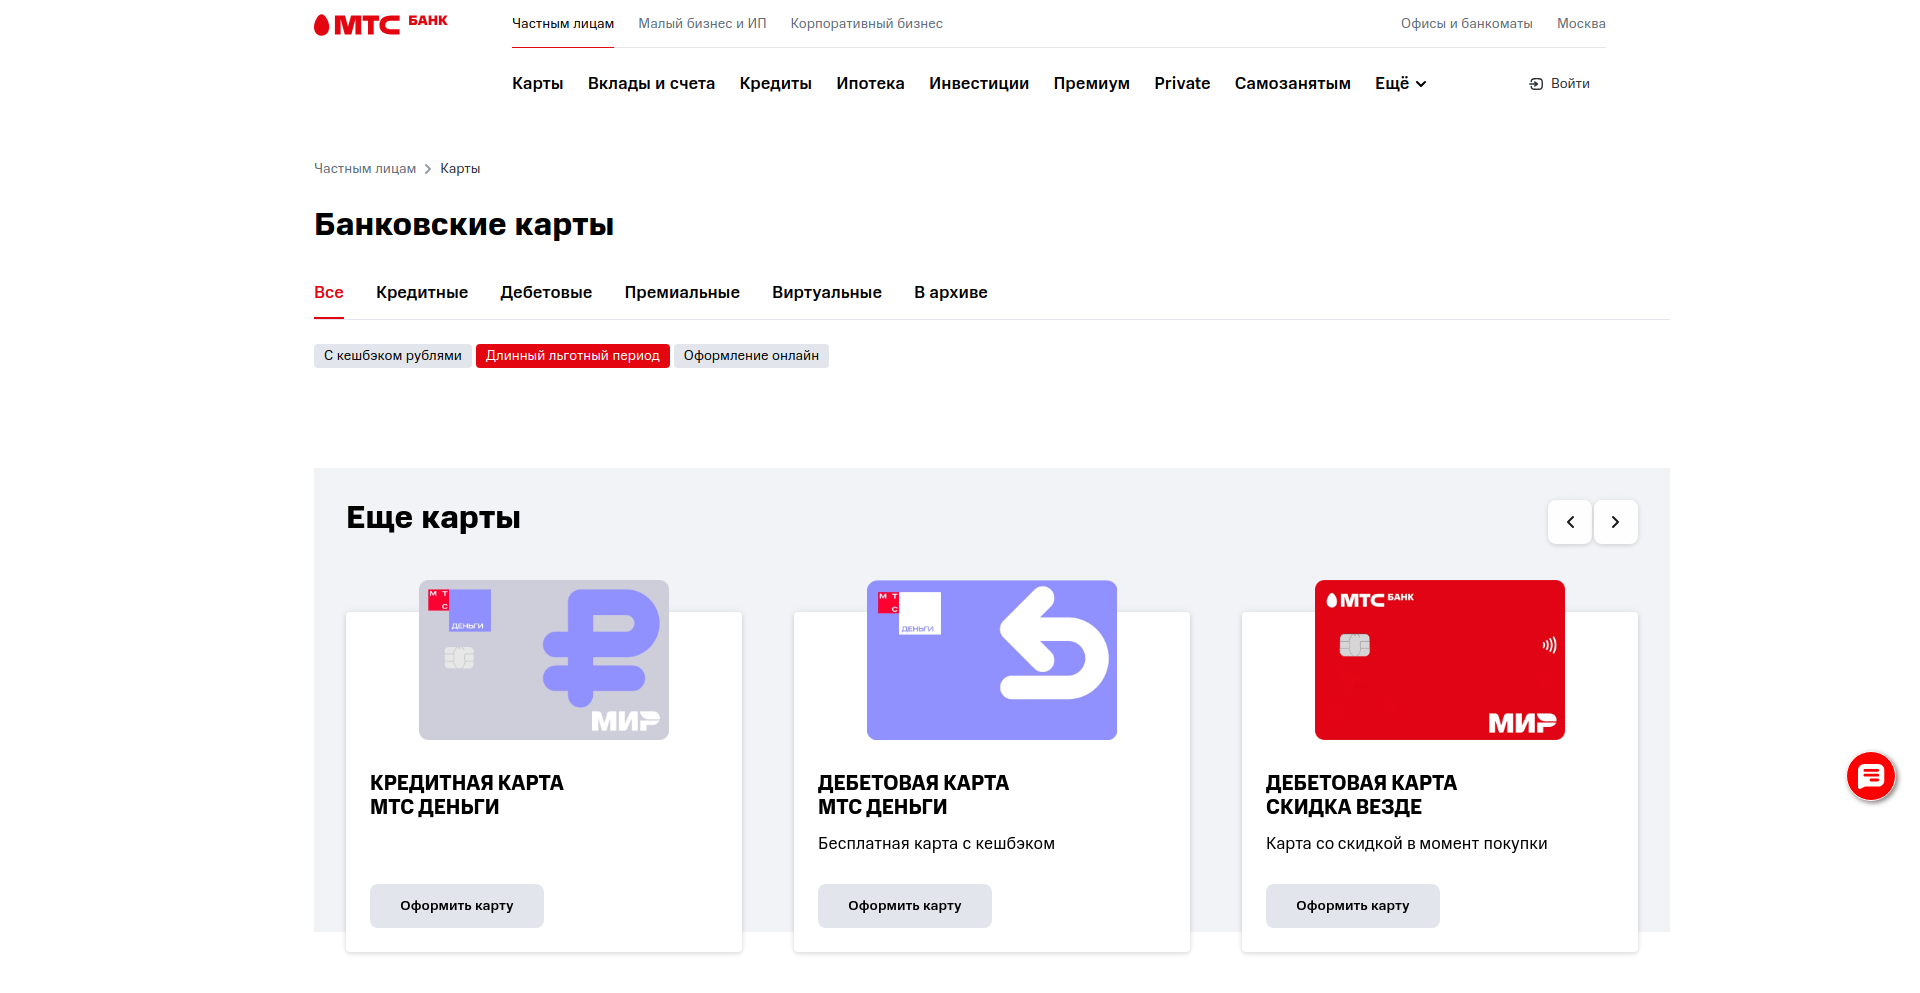 МТС БАНК
Частным лицам Малый бизнес и ИП Корпоративный бизнес Офисы и банкоматы Москва
Карты Вклады и счета Кредиты Ипотека Инвестиции Премиум Private Самозанятым Ещё Войти
Частным лицам Карты
Банковские карты
Все Кредитные Дебетовые Премиальные Виртуальные В архиве
С кешбэком рублями Длинный льготный период Оформление онлайн
Еще карты
МТС ДЕНЬГИ
МИР
МТС ДЕНЬГИ
МТС БАНК
МИР
КРЕДИТНАЯ КАРТА
МТС ДЕНЬГИ
Оформить карту
ДЕБЕТОВАЯ КАРТА
МТС ДЕНЬГИ
Бесплатная карта с кешбэком
Оформить карту
ДЕБЕТОВАЯ КАРТА
СКИДКА ВЕЗДЕ
Карта со скидкой в момент покупки
Оформить карту